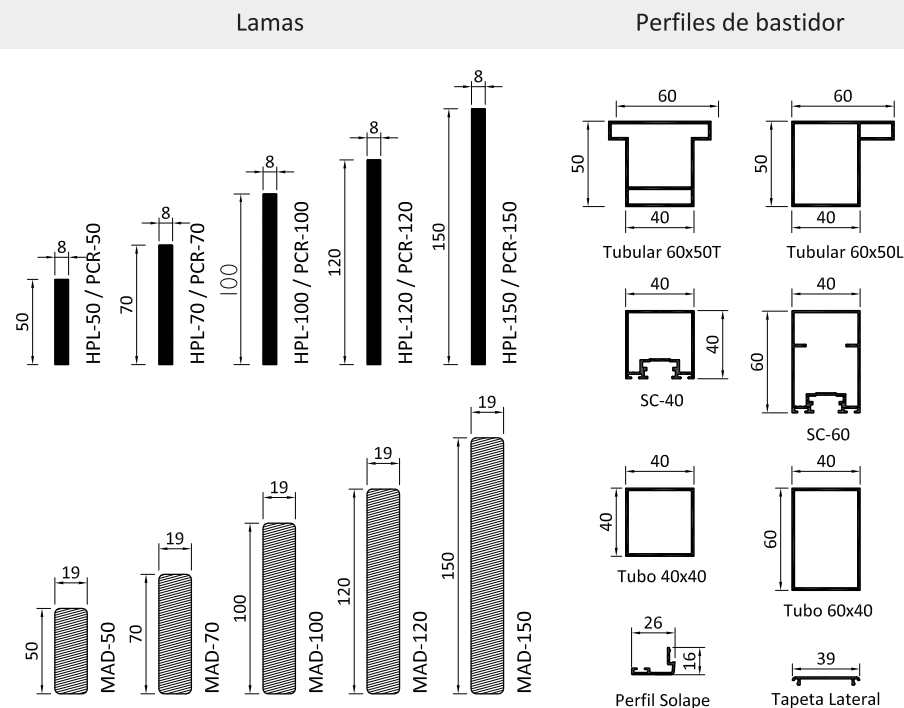 Lamas
8
50
HPL-50 / PCR-50
8
70
HPL-70 / PCR-70
8
100
HPL-100 / PCR-100
8
120
HPL-120 / PCR-120
8
150
HPL-150 / PCR-150
19
50
MAD-50
19
70
MAD-70
19
100
MAD-100
19
120
MAD-120
19
150
MAD-150
Perfiles de bastidor
60
50
40
Tubular 60x50T
60
50
40
Tubular 60x50L
40
40
SC-40
40
60
SC-60
40
40
Tubo 40x40
40
60
Tubo 60x40
26
16
Perfil Solape
39
Tapeta Lateral